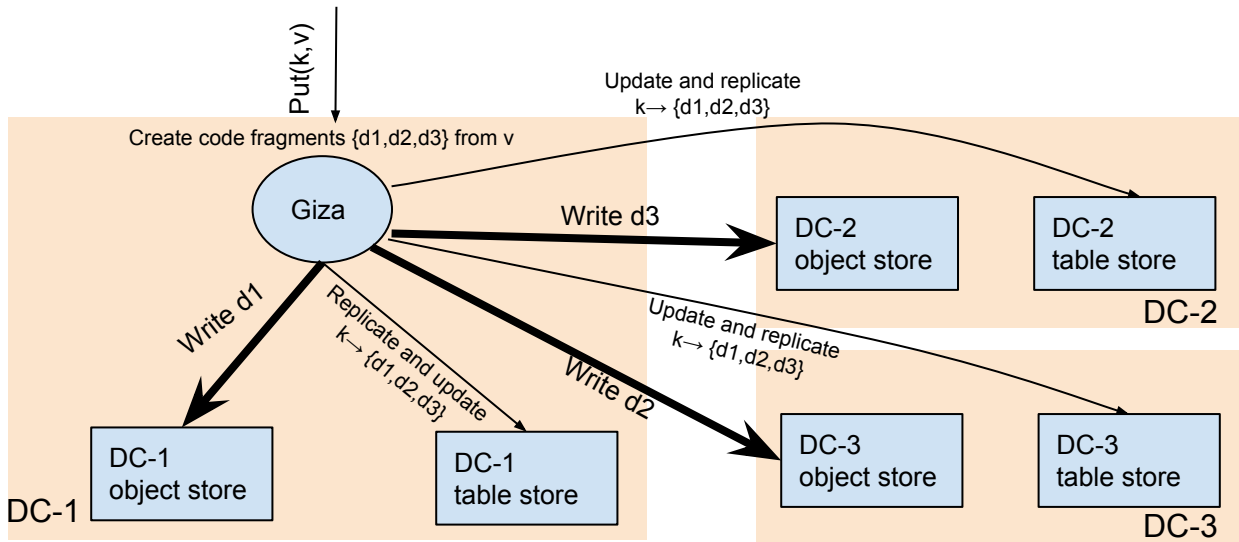 Put(k,v)
Update and replicate
k→ {d1,d2,d3}
Create code fragments {d1,d2,d3} from v
Giza
Write d3
DC-2
object store
DC-2
table store
DC-2
Write d1
Replicate and update
k→ {d1,d2,d3}
Write d2
Update and replicate
k→ {d1,d2,d3}
DC-1
object store
DC-1
table store
DC-1
DC-3
object store
DC-3
table store
DC-3